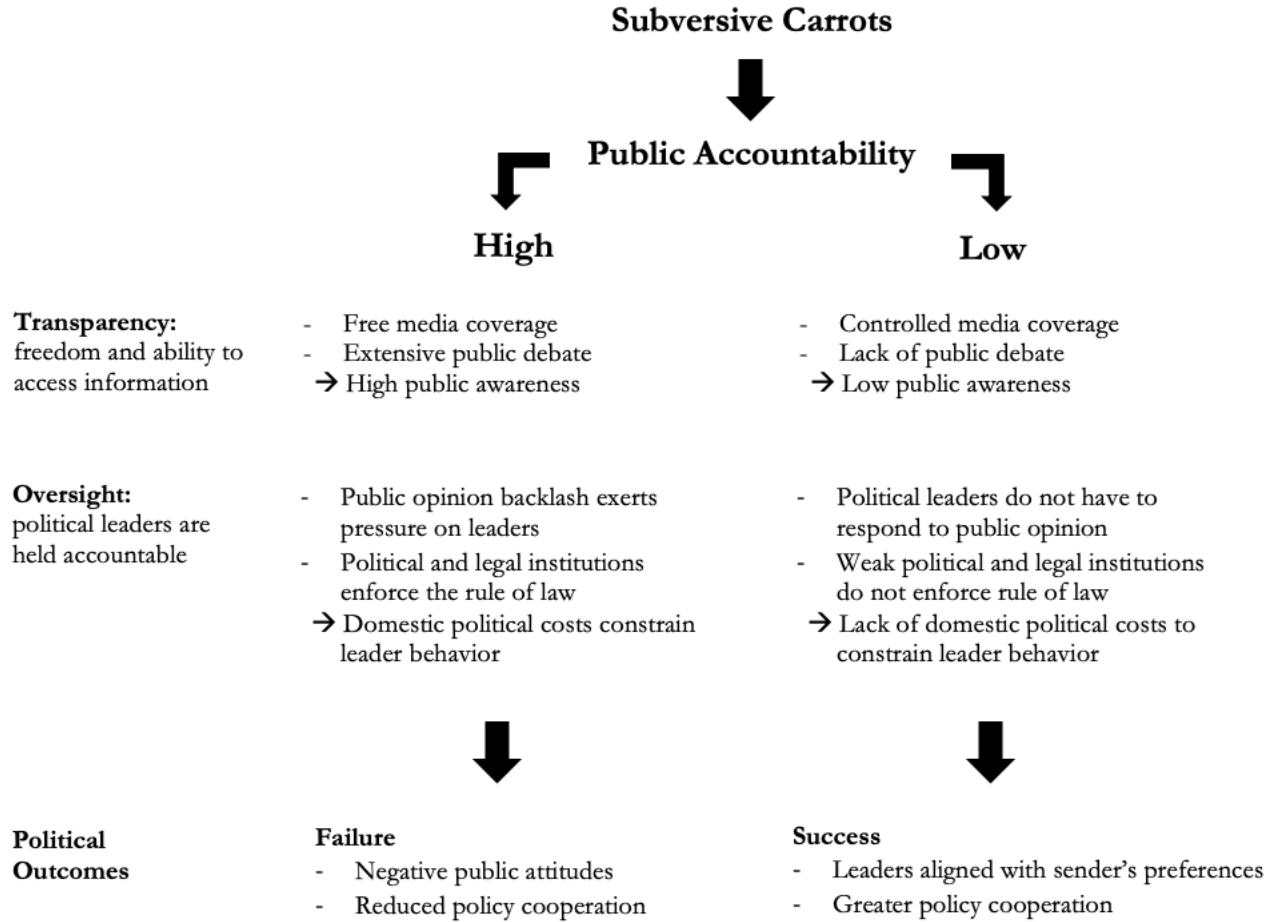 Subversive Carrots
Public Accountability
High
Low
Transparency:
freedom and ability to
access information
- Free media coverage
- Extensive public debate
→ High public awareness
- Controlled media coverage
- Lack of public debate
→ Low public awareness
Oversight:
political leaders are
held accountable
- Public opinion backlash exerts
pressure on leaders
- Political and legal institutions
enforce the rule of law
→ Domestic political costs constrain
leader behavior
- Political leaders do not have to
respond to public opinion
- Weak political and legal institutions
do not enforce rule of law
→ Lack of domestic political costs to
constrain leader behavior
Political
Outcomes
Failure
- Negative public attitudes
- Reduced policy cooperation
Success
- Leaders aligned with sender's preferences
- Greater policy cooperation